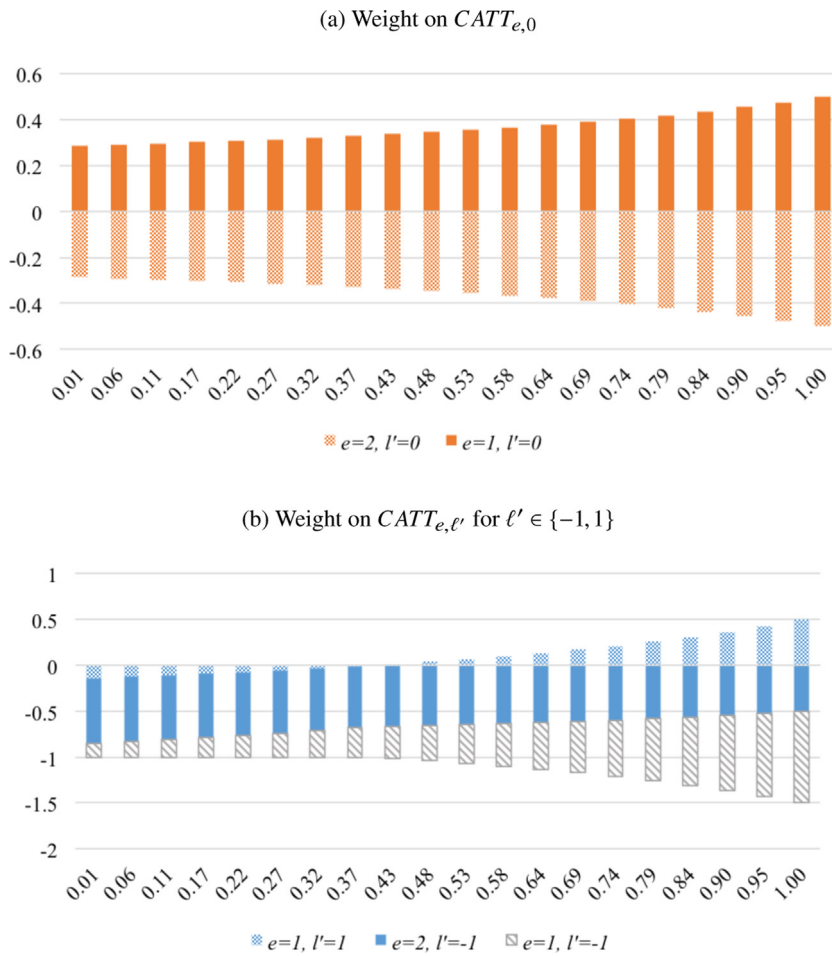 (a) Weight on CATTe,0
0.6
0.4
0.2
0
-0.2
-0.4
-0.6
0.01 0.06 0.11 0.17 0.22 0.27 0.32 0.37 0.43 0.48 0.53 0.58 0.64 0.69 0.74 0.79 0.84 0.90 0.95 1.00
e=2, l'=0 e=1, l'=0
(b) Weight on CATTe,ℓ′ for ℓ′ ∈ {−1, 1}
1
0.5
0
-0.5
-1
-1.5
-2
0.01 0.06 0.11 0.17 0.22 0.27 0.32 0.37 0.43 0.48 0.53 0.58 0.64 0.69 0.74 0.79 0.84 0.90 0.95 1.00
e=1, l'=1 e=2, l'=-1 e=1, l'=-1